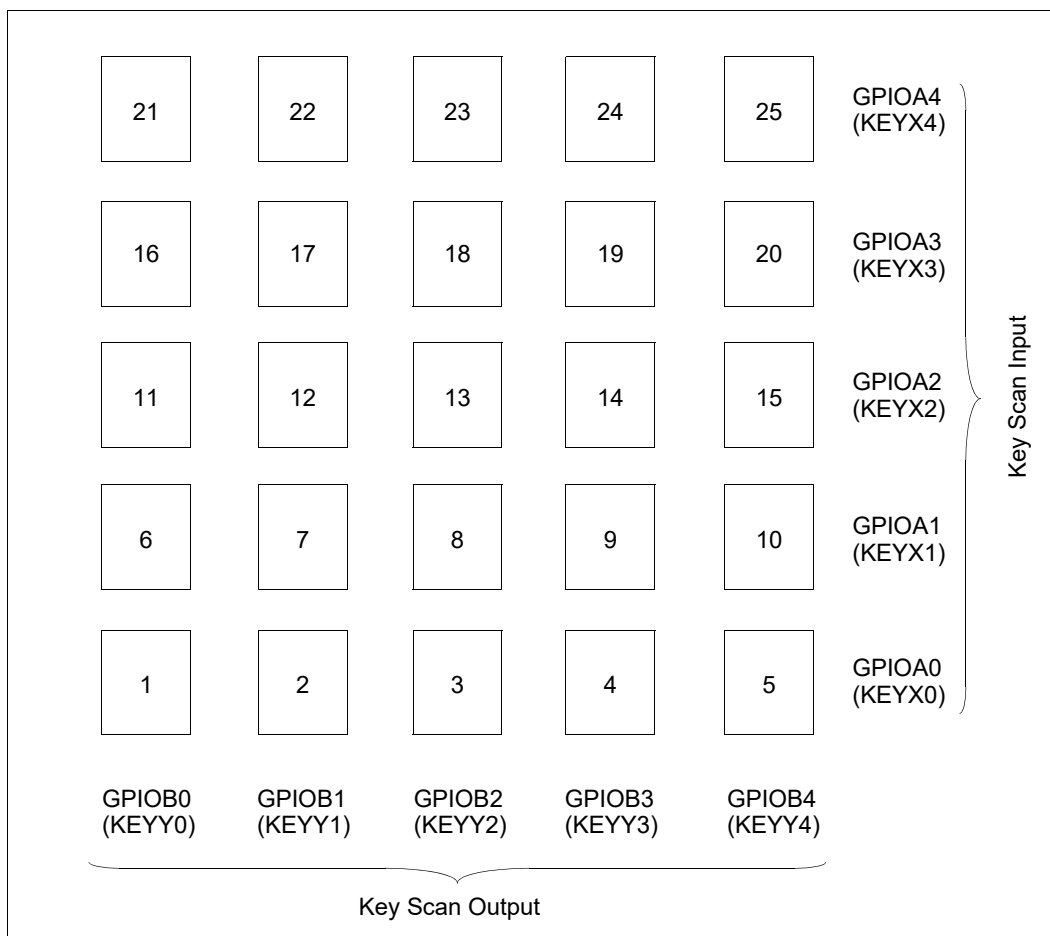 21 22 23 24 25
GPIOA4
(KEYX4)
16 17 18 19 20
GPIOA3
(KEYX3)
11 12 13 14 15
GPIOA2
(KEYX2)
6 7 8 9 10
GPIOA1
(KEYX1)
1 2 3 4 5
GPIOA0
(KEYX0)
Key Scan Input
GPIOB0 GPIOB1 GPIOB2 GPIOB3 GPIOB4
(KEYY0) (KEYY1) (KEYY2) (KEYY3) (KEYY4)
Key Scan Output